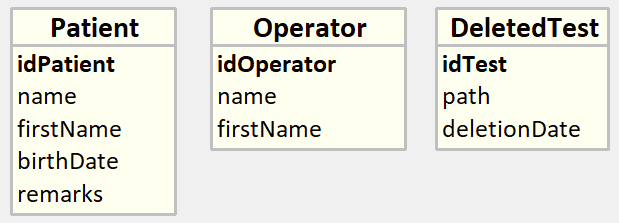 Patient
idPatient
name
firstName
birthDate
remarks
Operator
idOperator
name
firstName
DeletedTest
idTest
path
deletionDate